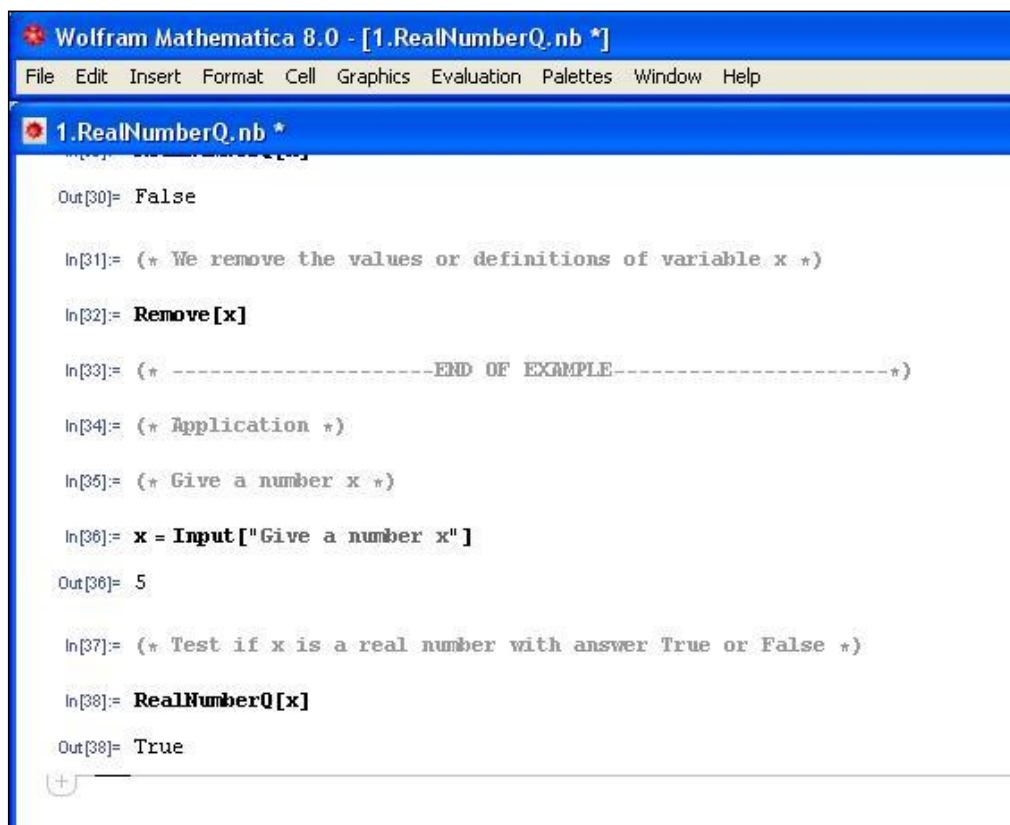 Wolfram Mathematica 8.0 - [1.RealNumberQ.nb *]
File Edit Insert Format Cell Graphics Evaluation Palettes Window Help
1.RealNumberQ.nb *
Out[30]= False
In[31]:= (* We remove the values or definitions of variable x *)
In[32]:= Remove[x]
In[33]:= (* ----------------------END OF EXAMPLE-----------------------*)
In[34]:= (* Application *)
In[35]:= (* Give a number x *)
In[36]:= x = Input["Give a number x"]
Out[36]= 5
In[37]:= (* Test if x is a real number with answer True or False *)
In[38]:= RealNumberQ[x]
Out[38]= True